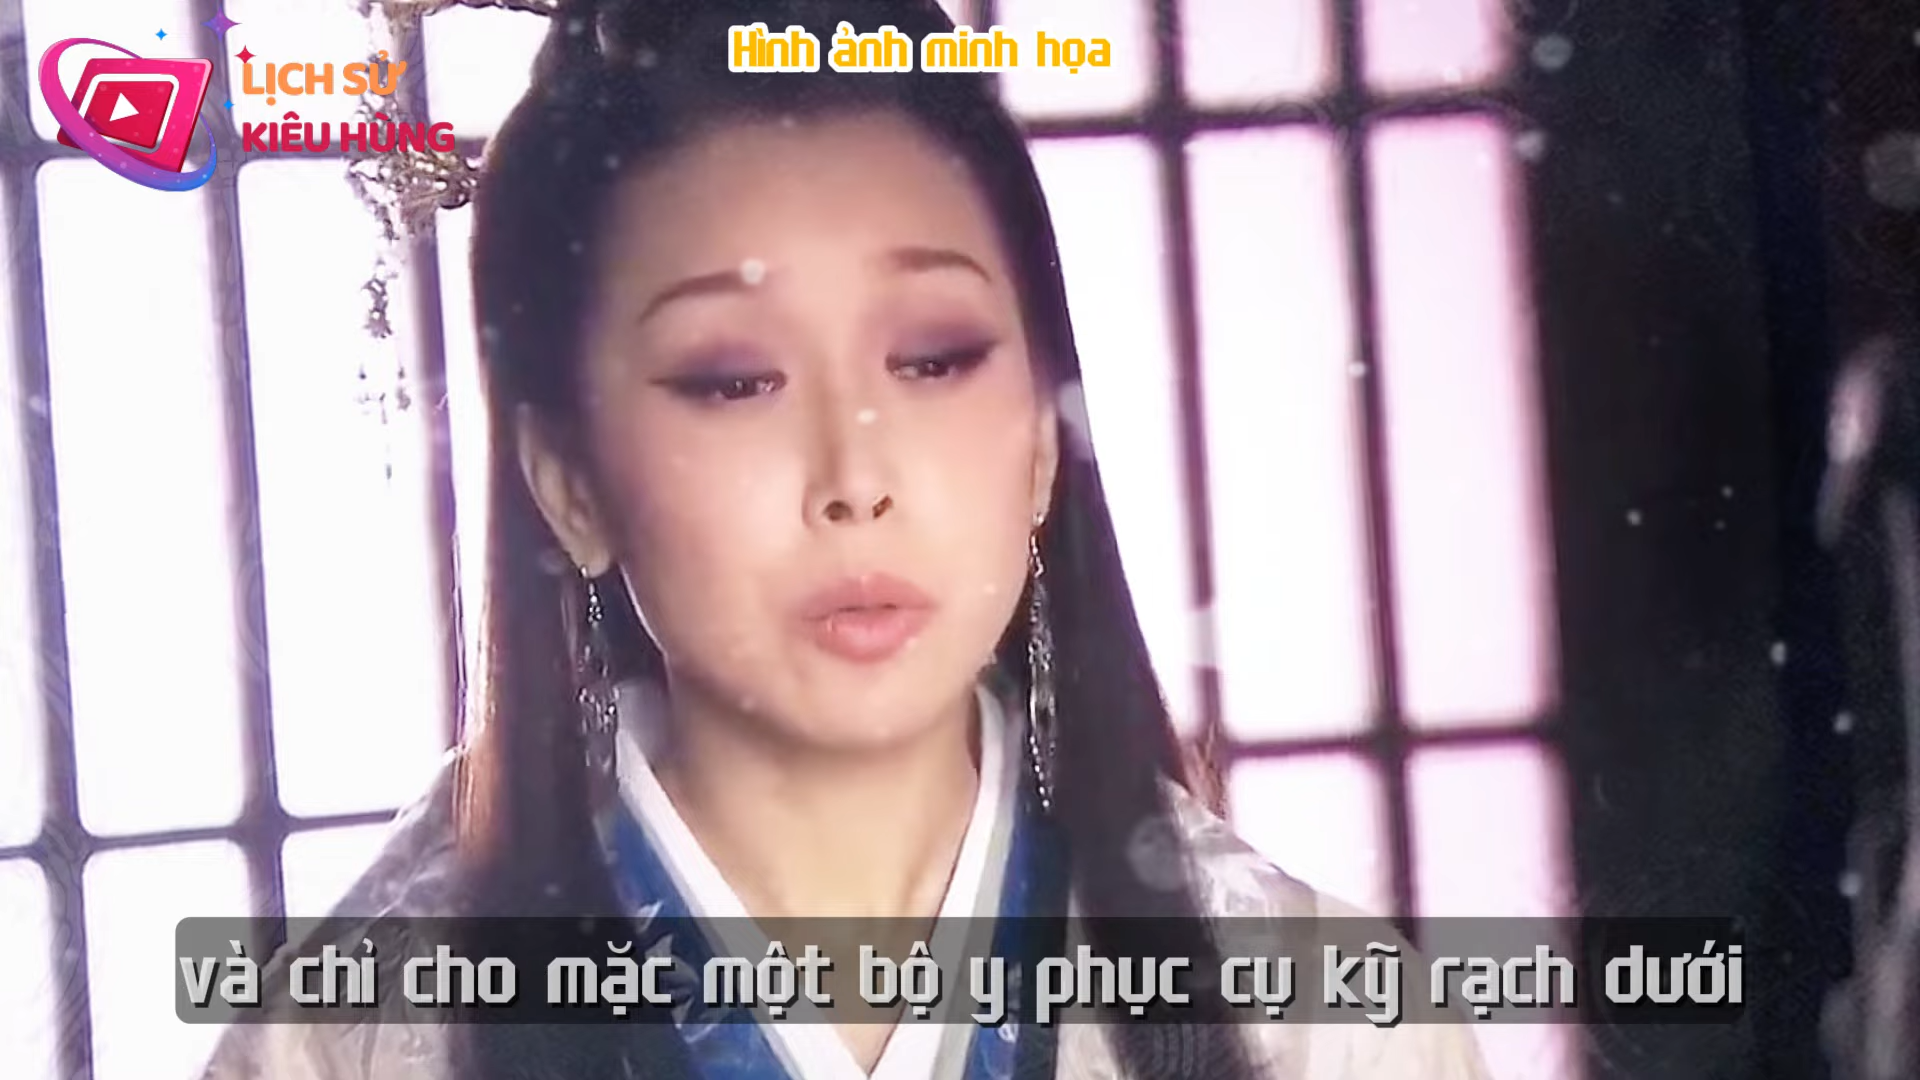 Hình ảnh minh họa
LỊCH SỬ
KIÊU HÙNG
và chỉ cho mặc một bộ y phục cụ kỹ rạch dưới